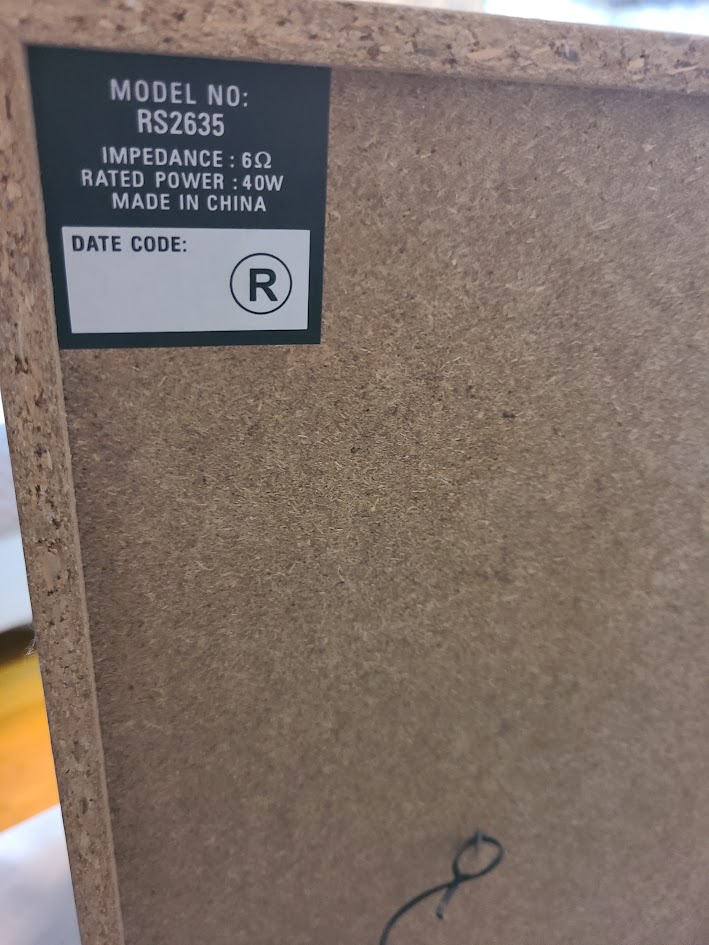 MODEL NO:
RS2635
IMPEDANCE : 6Ω
RATED POWER : 40W
MADE IN CHINA
DATE CODE:
R